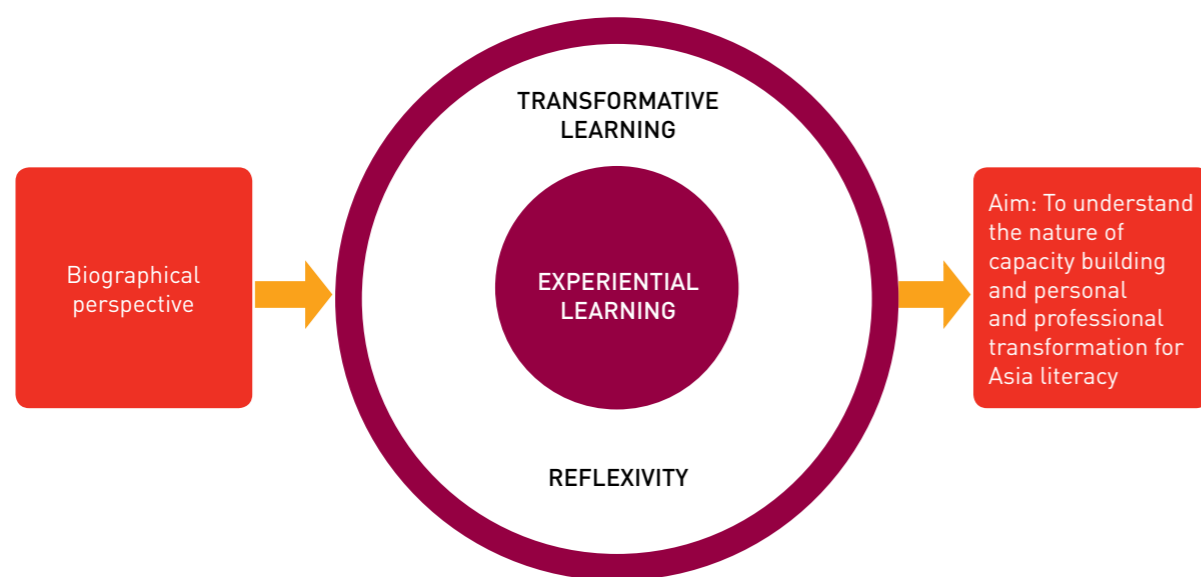 Biographical
perspective
TRANSFORMATIVE
LEARNING
EXPERIENTIAL
LEARNING
REFLEXIVITY
Aim: To understand
the nature of
capacity building
and personal
and professional
transformation for
Asia literacy